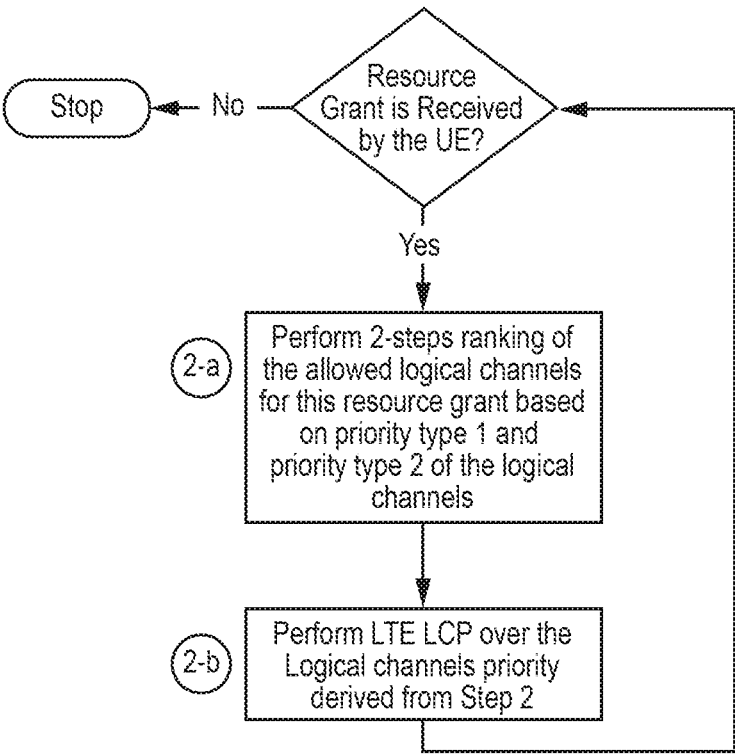 Resource
Grant is Received
by the UE?
Stop
No
Yes
2-a
Perform 2-steps ranking of
the allowed logical channels
for this resource grant based
on priority type 1 and
priority type 2 of the logical
channels
2-b
Perform LTE LCP over the
Logical channels priority
derived from Step 2